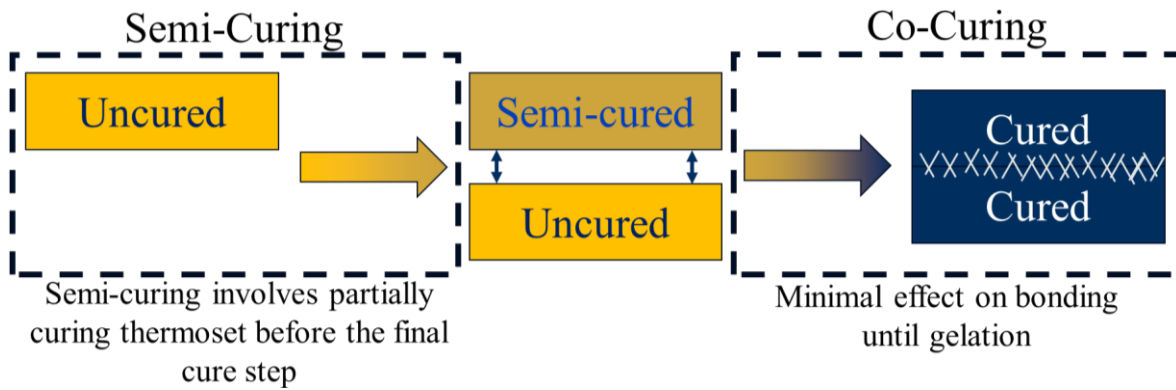 Semi-Curing
Uncured
Semi-curing involves partially
curing thermoset before the final
cure step
Semi-cured
Uncured
Co-Curing
Cured
Cured
Minimal effect on bonding
until gelation